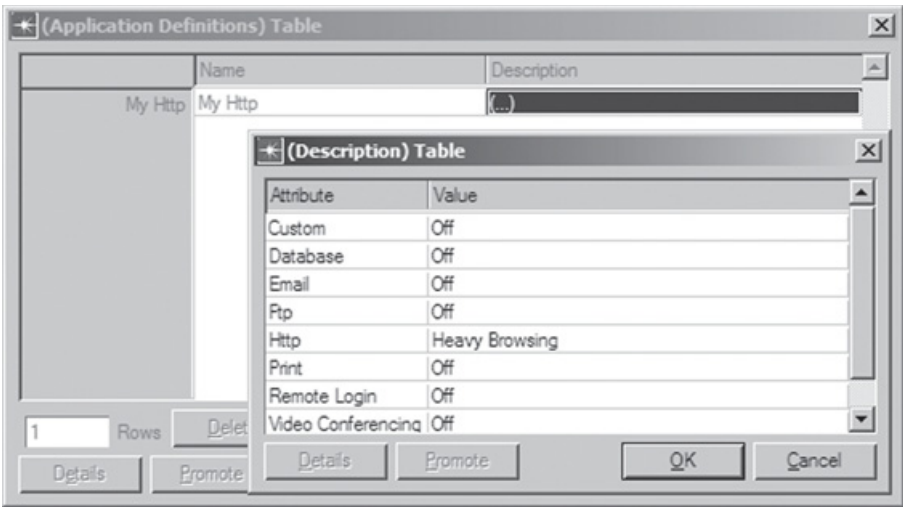 (Application Definitions) Table
Name Description
My Http My Http (...)
(Description) Table
Attribute Value
Custom Off
Database Off
Email Off
Ftp Off
Http Heavy Browsing
Print Off
Remote Login Off
Video Conferencing Off
1 Rows Delet
Details Promote
Details Promote OK Cancel